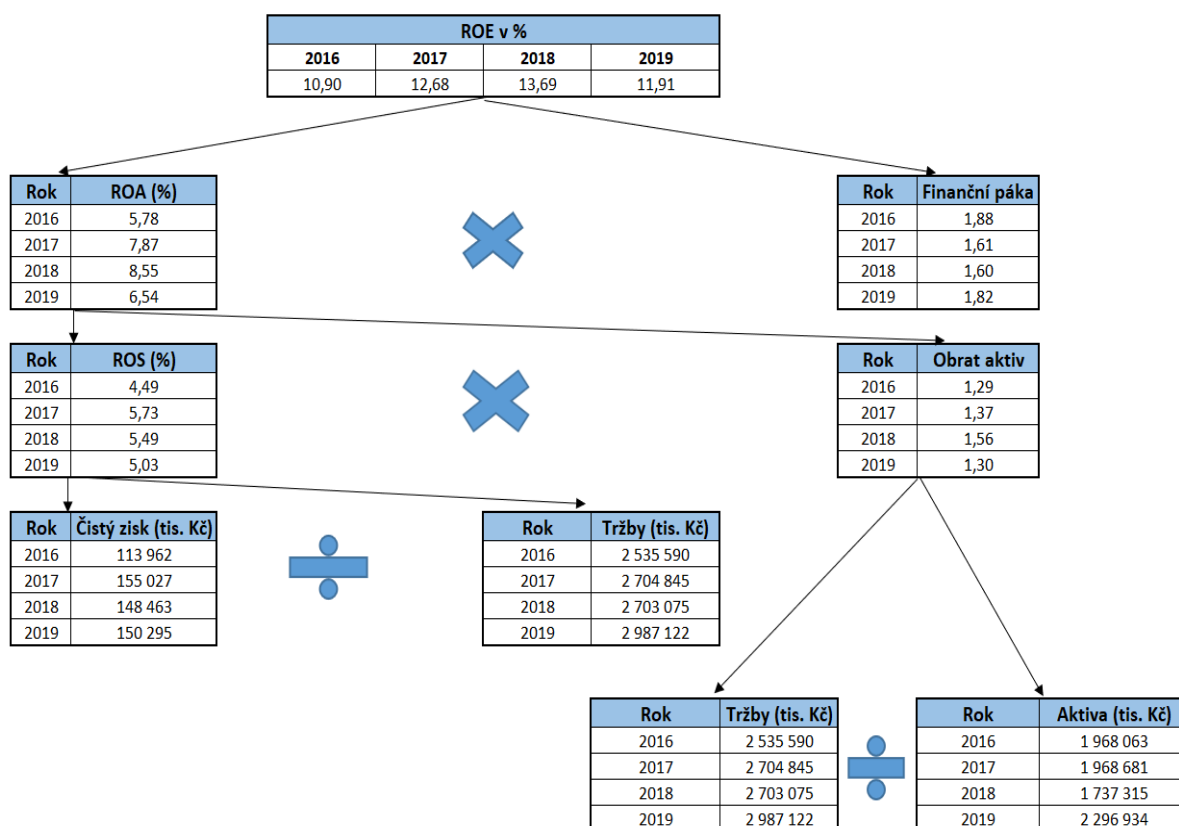 ROE v %
2016 2017 2018 2019
10,90 12,68 13,69 11,91
Rok ROA (%)
2016 5,78
2017 7,87
2018 8,55
2019 6,54
Rok Finanční páka
2016 1,88
2017 1,61
2018 1,60
2019 1,82
Rok ROS (%)
2016 4,49
2017 5,73
2018 5,49
2019 5,03
Rok Obrat aktiv
2016 1,29
2017 1,37
2018 1,56
2019 1,30
Rok Čistý zisk (tis. Kč)
2016 113 962
2017 155 027
2018 148 463
2019 150 295
Rok Tržby (tis. Kč)
2016 2 535 590
2017 2 704 845
2018 2 703 075
2019 2 987 122
Rok Tržby (tis. Kč)
2016 2 535 590
2017 2 704 845
2018 2 703 075
2019 2 987 122
Rok Aktiva (tis. Kč)
2016 1 968 063
2017 1 968 681
2018 1 737 315
2019 2 296 934